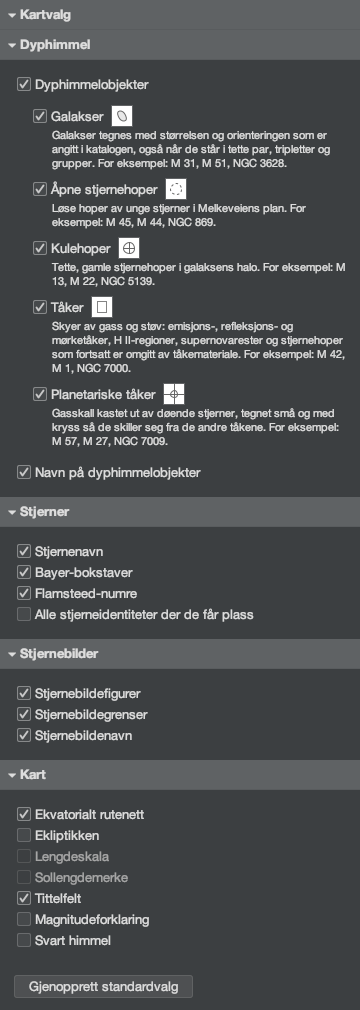 Kartvalg
Dyphimmel
Dyphimmelobjekter
Galakser
Galakser tegnes med størrelsen og orienteringen som er
angitt i katalogen, også når de står i tette par, tripletter og
grupper. For eksempel: M 31, M 51, NGC 3628.
Åpne stjernehoper
Løse hoper av unge stjerner i Melkeveiens plan. For
eksempel: M 45, M 44, NGC 869.
Kulehoper
Tette, gamle stjernehoper i galaksens halo. For eksempel: M
13, M 22, NGC 5139.
Tåker
Skyer av gass og støv: emisjons-, refleksjons- og
mørketåker, H II-regioner, supernovarester og stjernehoper
som fortsatt er omgitt av tåkemateriale. For eksempel: M 42,
M 1, NGC 7000.
Planetariske tåker
Gasskall kastet ut av døende stjerner, tegnet små og med
kryss så de skiller seg fra de andre tåkene. For eksempel:
M 57, M 27, NGC 7009.
Navn på dyphimmelobjekter
Stjerner
Stjernenavn
Bayer-bokstaver
Flamsteed-numre
Alle stjerneidentiteter der de får plass
Stjernebilder
Stjernebildefigurer
Stjernebildegrenser
Stjernebildenavn
Kart
Ekvatorialt rutenett
Ekliptikken
Lengdeskala
Sollengdemerke
Tittelfelt
Magnitudeforklaring
Svart himmel
Gjenopprett standardvalg